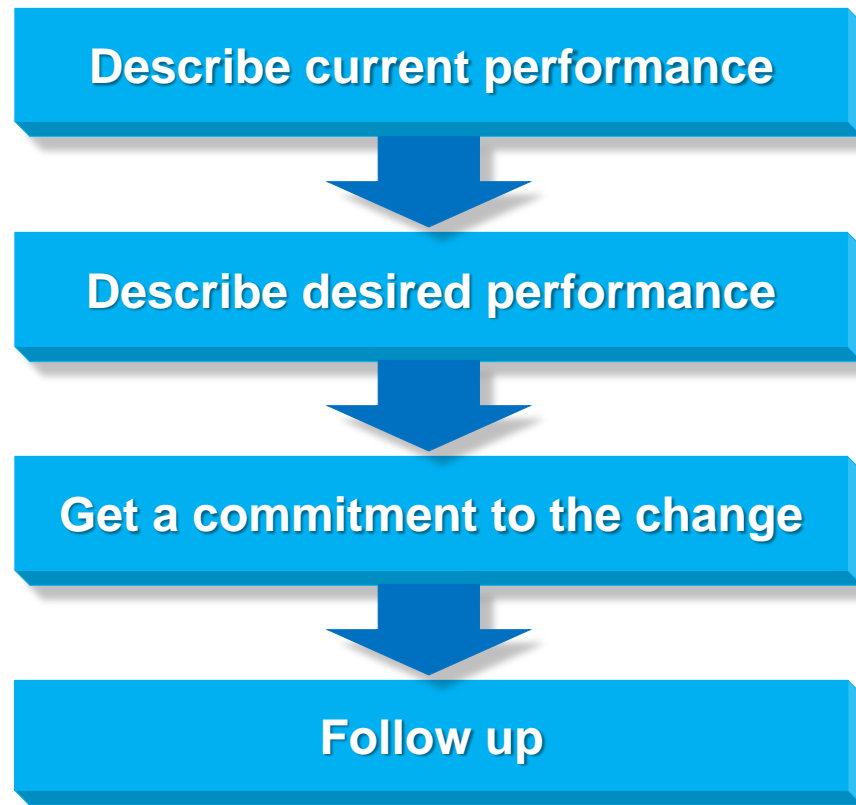 Describe current performance
Describe desired performance
Get a commitment to the change
Follow up